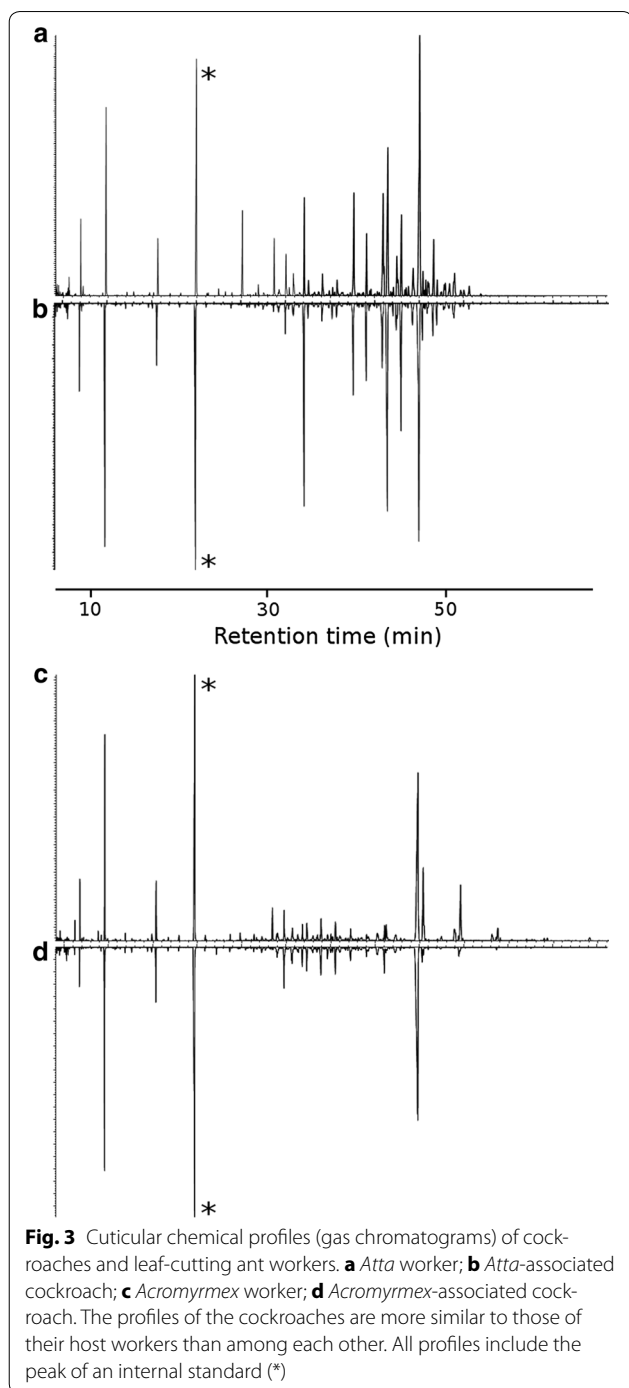 a
*
b
*
10 30 50
Retention time (min)
c
*
d
*
Fig. 3 Cuticular chemical profiles (gas chromatograms) of cock-
roaches and leaf-cutting ant workers. a Atta worker; b Atta-associated
cockroach; c Acromyrmex worker; d Acromyrmex-associated cock-
roach. The profiles of the cockroaches are more similar to those of
their host workers than among each other. All profiles include the
peak of an internal standard (*)